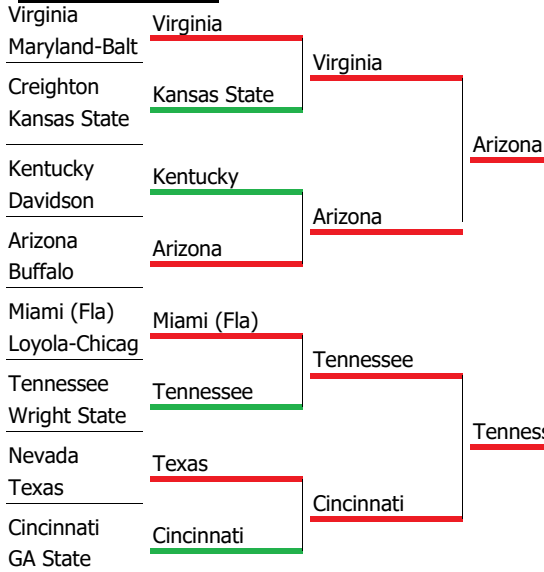 Virginia
Maryland-Balt
Creighton
Kansas State
Kentucky
Davidson
Arizona
Buffalo
Miami (Fla)
Loyola-Chicag
Tennessee
Wright State
Nevada
Texas
Cincinnati
GA State
Virginia
Kansas State
Kentucky
Arizona
Miami (Fla)
Tennessee
Texas
Cincinnati
Virginia
Arizona
Tennessee
Cincinnati
Arizona
Tenness